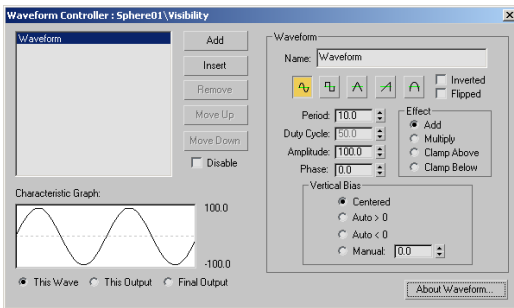 Waveform Controller : Sphere01\Visibility
Waveform
Add
Insert
Remove
Move Up
Move Down
Disable
Characteristic Graph:
100.0
-100.0
This Wave This Output Final Output
Waveform
Name: Waveform
Inverted
Flipped
Period: 10.0
Duty Cycle: 50.0
Amplitude: 100.0
Phase: 0.0
Effect
Add
Multiply
Clamp Above
Clamp Below
Vertical Bias
Centered
Auto > 0
Auto < 0
Manual: 0.0
About Waveform...